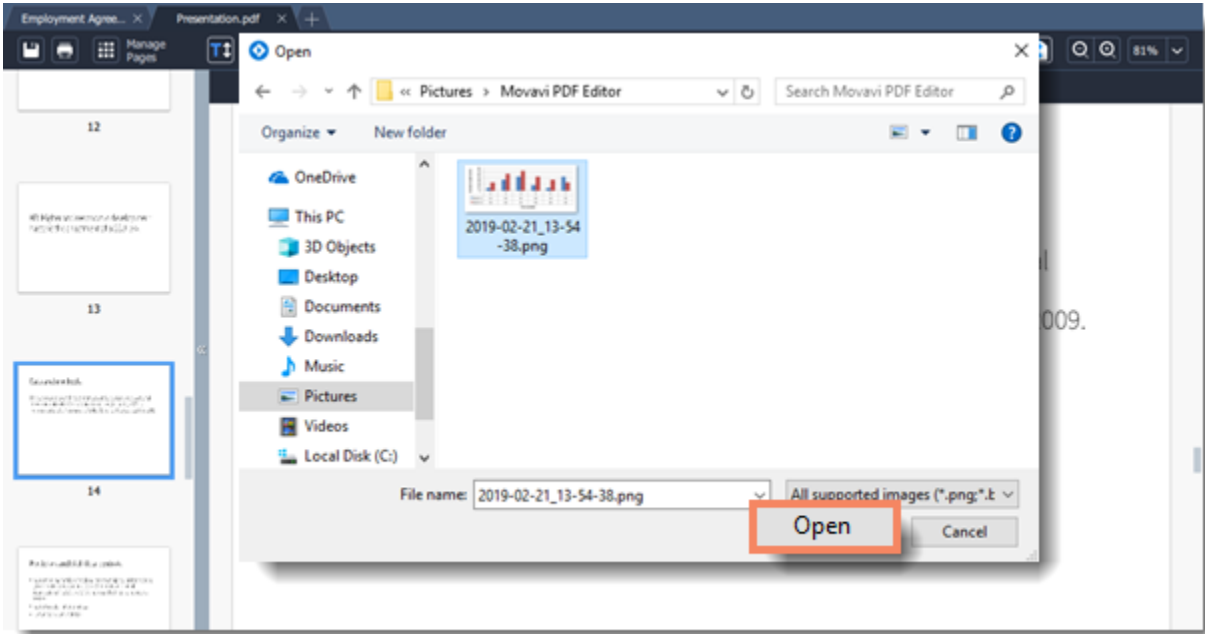 Employment Agree... ×
Presentation.pdf × +
Manage
Pages
T
81%
Open
« Pictures › Movavi PDF Editor
Search Movavi PDF Editor
Organize
New folder
?
OneDrive
This PC
3D Objects
Desktop
Documents
Downloads
Music
Pictures
Videos
Local Disk (C:)
2019-02-21_13-54
-38.png
File name: 2019-02-21_13-54-38.png
All supported images (*.png;*.b
Open
Cancel
12
13
14
2009.